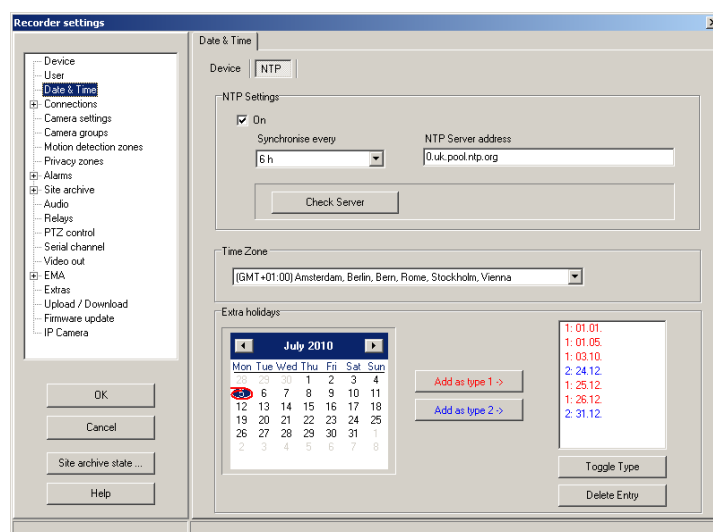 Recorder settings
Device
User
Date & Time
Connections
Camera settings
Camera groups
Motion detection zones
Privacy zones
Alarms
Site archive
Audio
Relays
PTZ control
Serial channel
Video out
EMA
Extras
Upload / Download
Firmware update
IP Camera
OK
Cancel
Site archive state ...
Help
Date & Time
Device NTP
NTP Settings
On
Synchronise every NTP Server address
6 h 0.uk.pool.ntp.org
Check Server
Time Zone
(GMT+01:00) Amsterdam, Berlin, Bern, Rome, Stockholm, Vienna
Extra holidays
July 2010
Mon Tue Wed Thu Fri Sat Sun
28 29 30 1 2 3 4
5 6 7 8 9 10 11
12 13 14 15 16 17 18
19 20 21 22 23 24 25
26 27 28 29 30 31 1
2 3 4 5 6 7 8
Add as type 1 ->
Add as type 2 ->
1: 01.01.
1: 01.05.
1: 03.10.
2: 24.12.
1: 25.12.
1: 26.12.
2: 31.12.
Toggle Type
Delete Entry